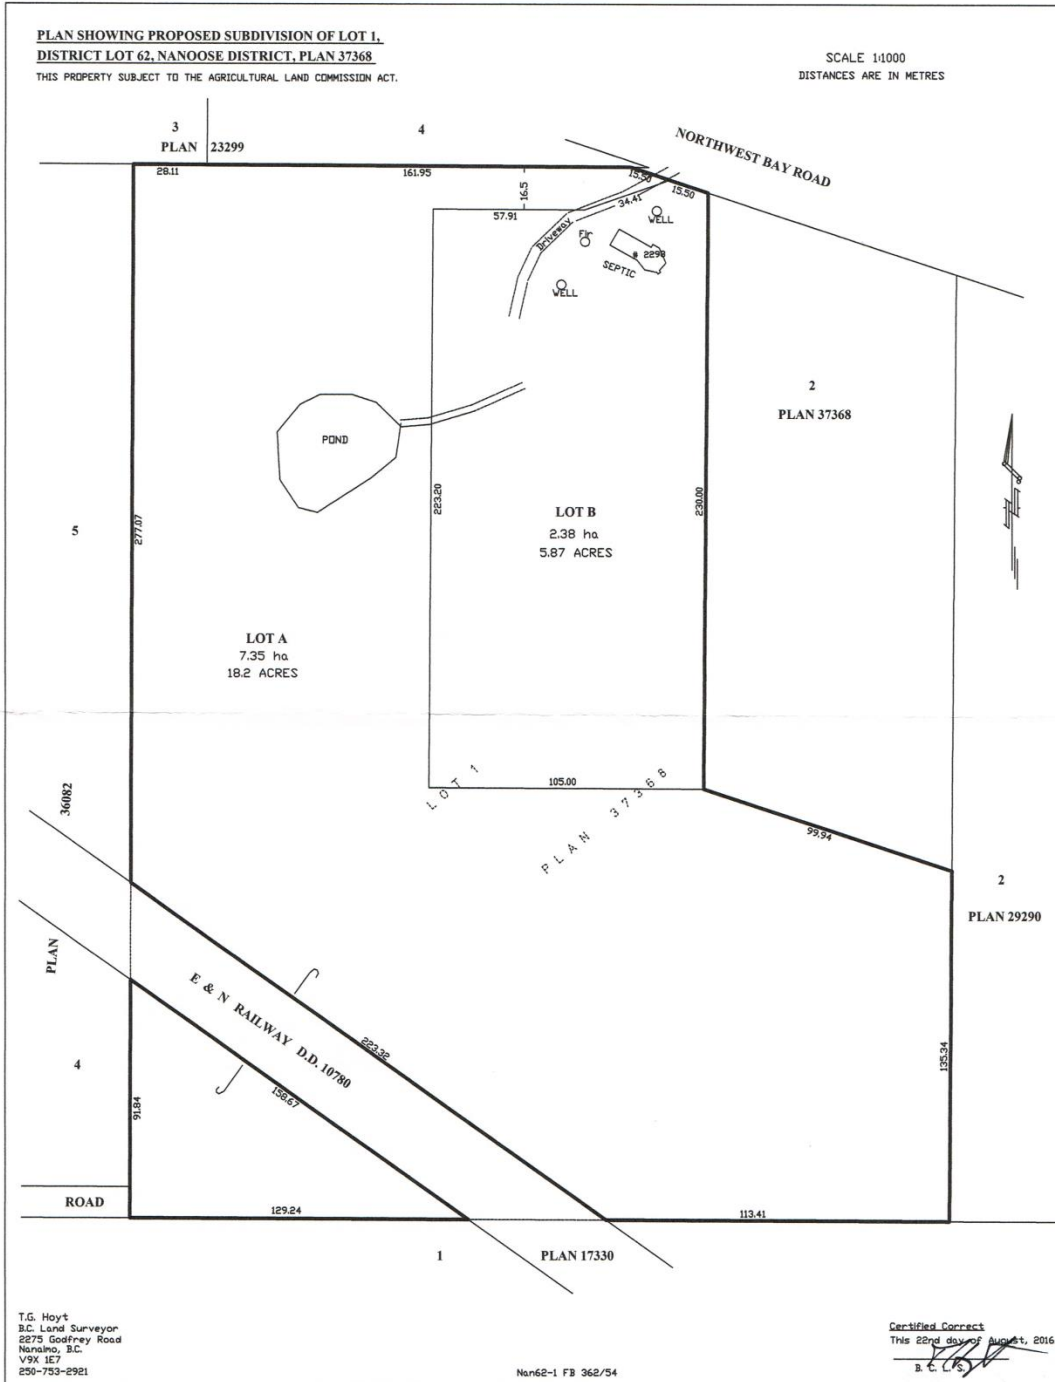 PLAN SHOWING PROPOSED SUBDIVISION OF LOT 1,
DISTRICT LOT 62, NANOOSE DISTRICT, PLAN 37368
THIS PROPERTY SUBJECT TO THE AGRICULTURAL LAND COMMISSION ACT.
SCALE 1:1000
DISTANCES ARE IN METRES
3
4
PLAN 23299
NORTHWEST BAY ROAD
28.11
161.95
15.50
15.50
16.5
57.91
34.41
Driveway
Fir
WELL
# 2298
SEPTIC
WELL
2
PLAN 37368
POND
5
277.07
223.20
230.00
LOT B
2.38 ha
5.87 ACRES
LOT A
7.35 ha
18.2 ACRES
36082
LOT 1
105.00
PLAN 37368
99.94
2
PLAN 29290
PLAN
E & N RAILWAY D.D. 10780
223.32
158.67
135.34
4
91.84
ROAD
129.24
113.41
1
PLAN 17330
T.G. Hoyt
B.C. Land Surveyor
2275 Godfrey Road
Nanaimo, B.C.
V9X 1E7
250-753-2921
Nan62-1 FB 362/54
Certified Correct
This 22nd day of August, 2016
B. C. L. S.